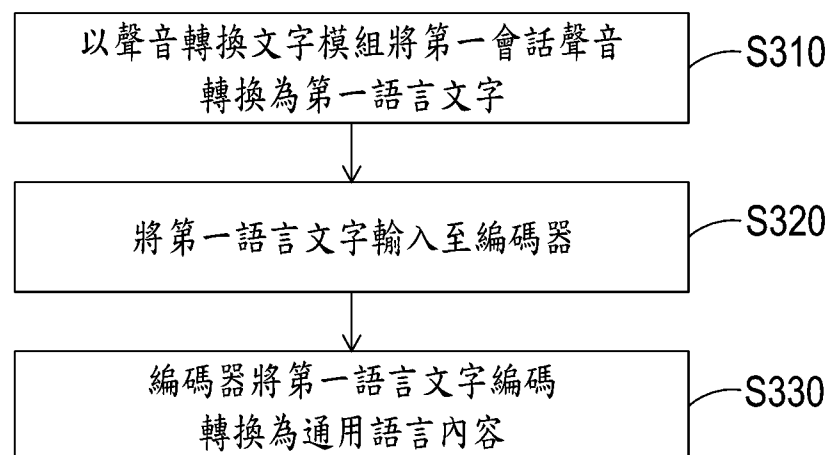 以聲音轉換文字模組將第一會話聲音
轉換為第一語言文字
S310
將第一語言文字輸入至編碼器
S320
編碼器將第一語言文字編碼
轉換為通用語言內容
S330